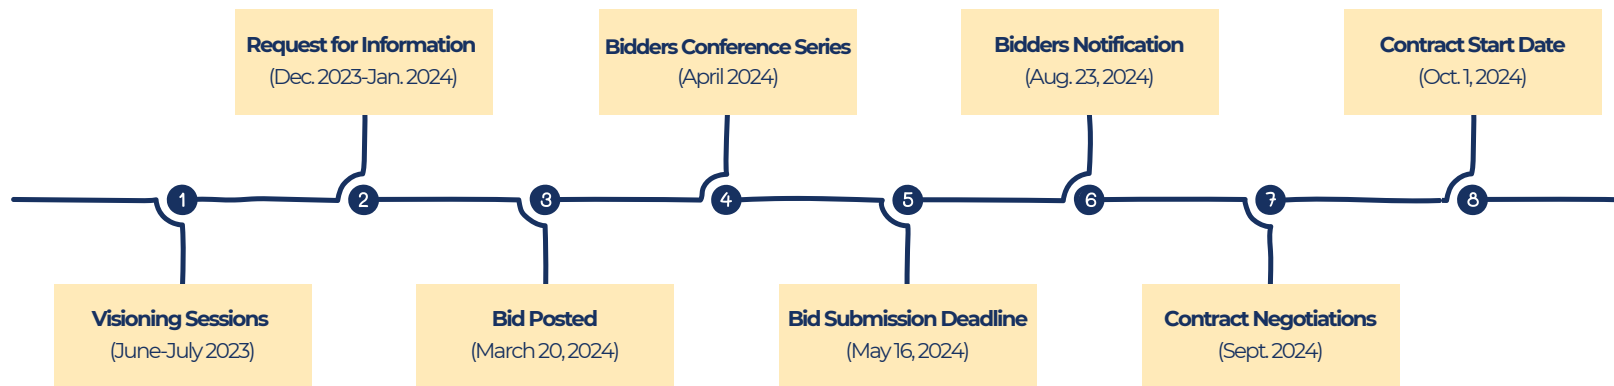 Request for Information
(Dec. 2023-Jan. 2024)
Bidders Conference Series
(April 2024)
Bidders Notification
(Aug. 23, 2024)
Contract Start Date
(Oct. 1, 2024)
1
2
3
4
5
6
7
8
Visioning Sessions
(June-July 2023)
Bid Posted
(March 20, 2024)
Bid Submission Deadline
(May 16, 2024)
Contract Negotiations
(Sept. 2024)